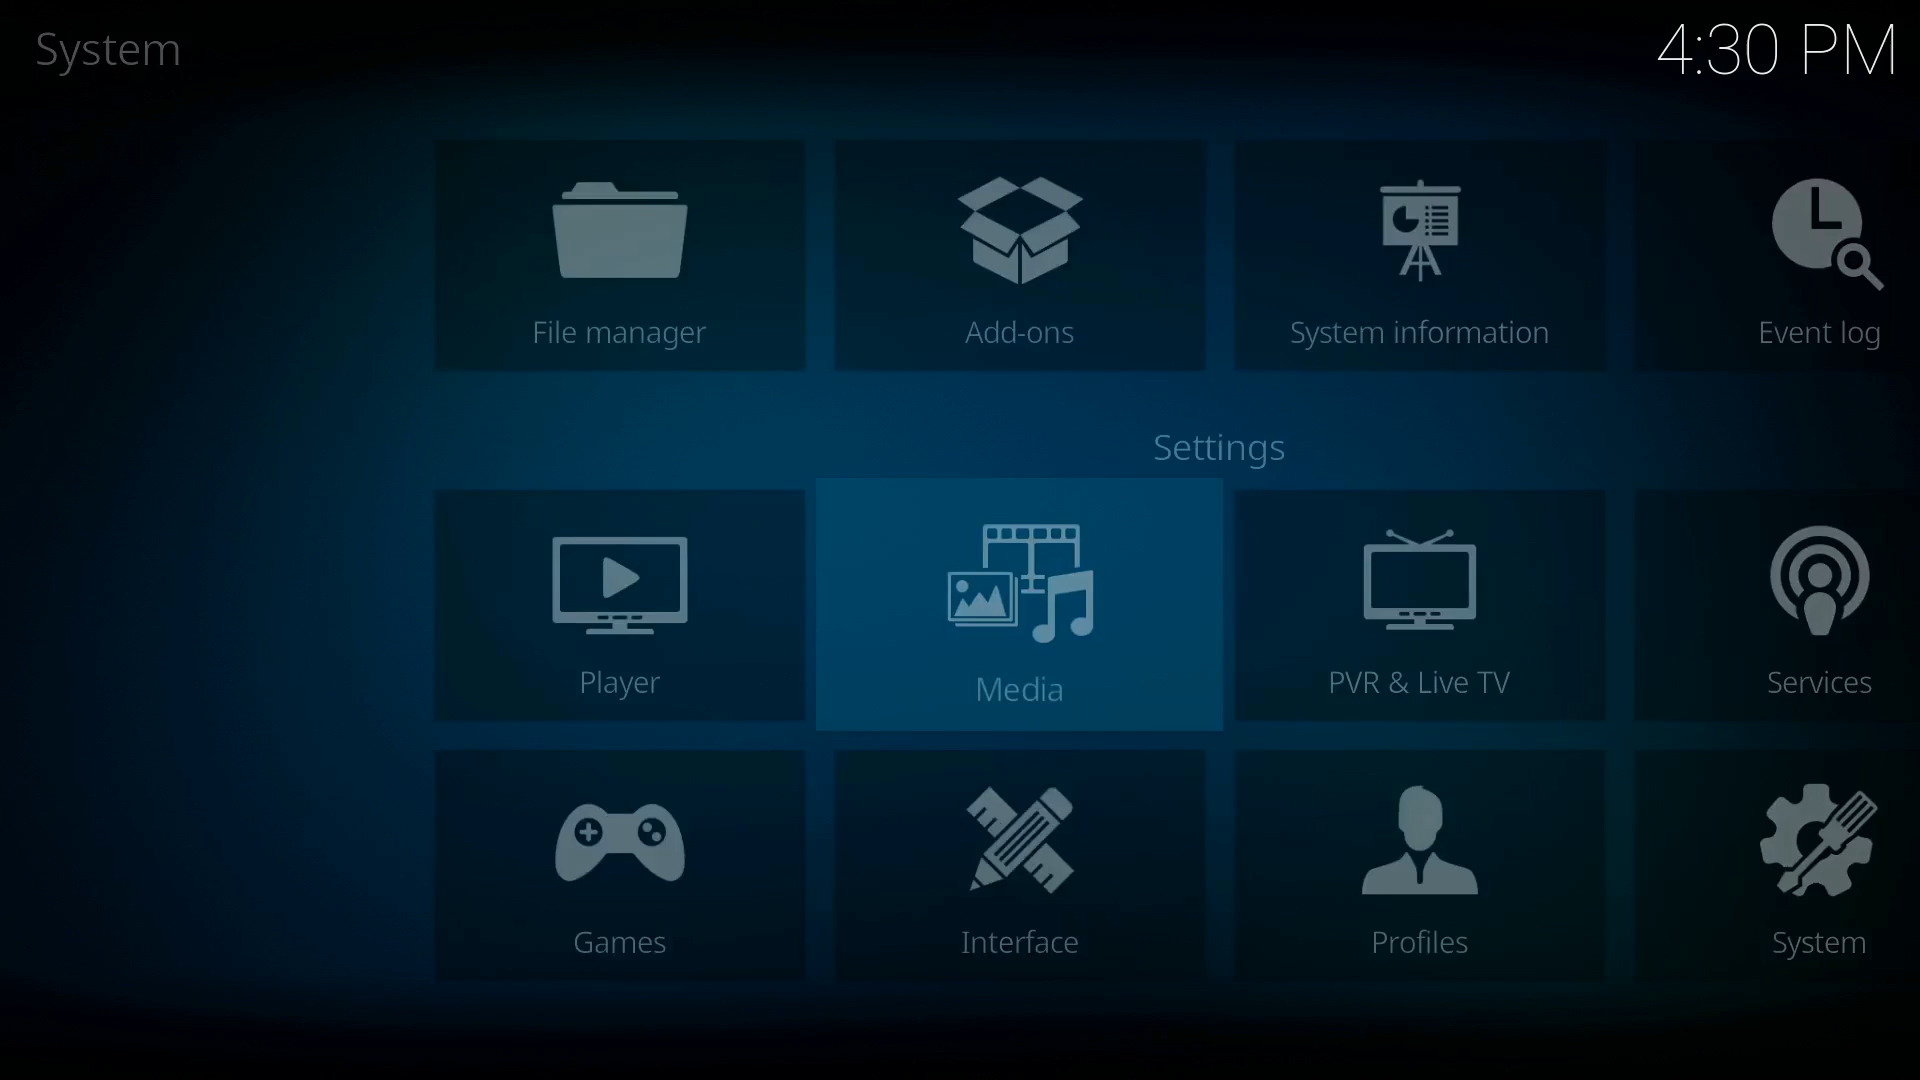 System
4:30 PM
File manager
Add-ons
System information
Event log
Settings
Player
Media
PVR & Live TV
Services
Games
Interface
Profiles
System